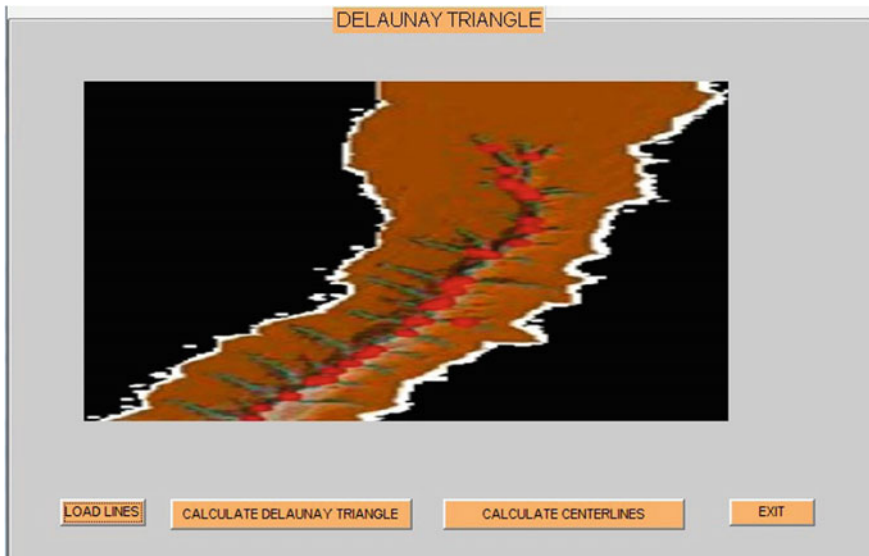 DELAUNAY TRIANGLE
LOAD LINES
CALCULATE DELAUNAY TRIANGLE
CALCULATE CENTERLINES
EXIT